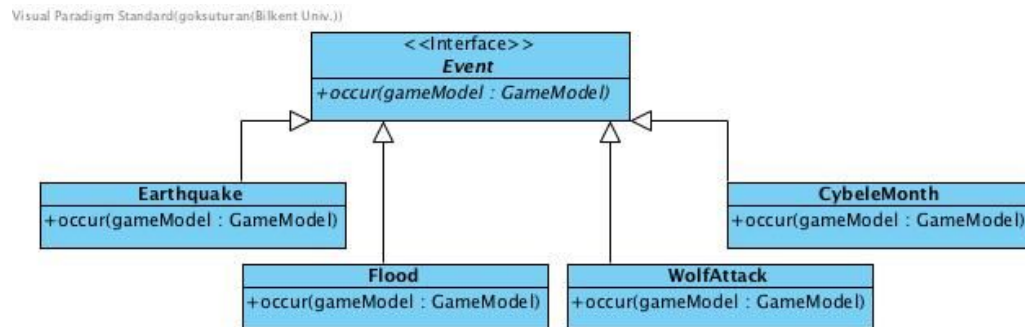 Visual Paradigm Standard(goksuturan(Bilkent Univ.))
<<Interface>>
Event
+occur(gameModel : GameModel)
Earthquake
+occur(gameModel : GameModel)
CybeleMonth
+occur(gameModel : GameModel)
Flood
+occur(gameModel : GameModel)
WolfAttack
+occur(gameModel : GameModel)